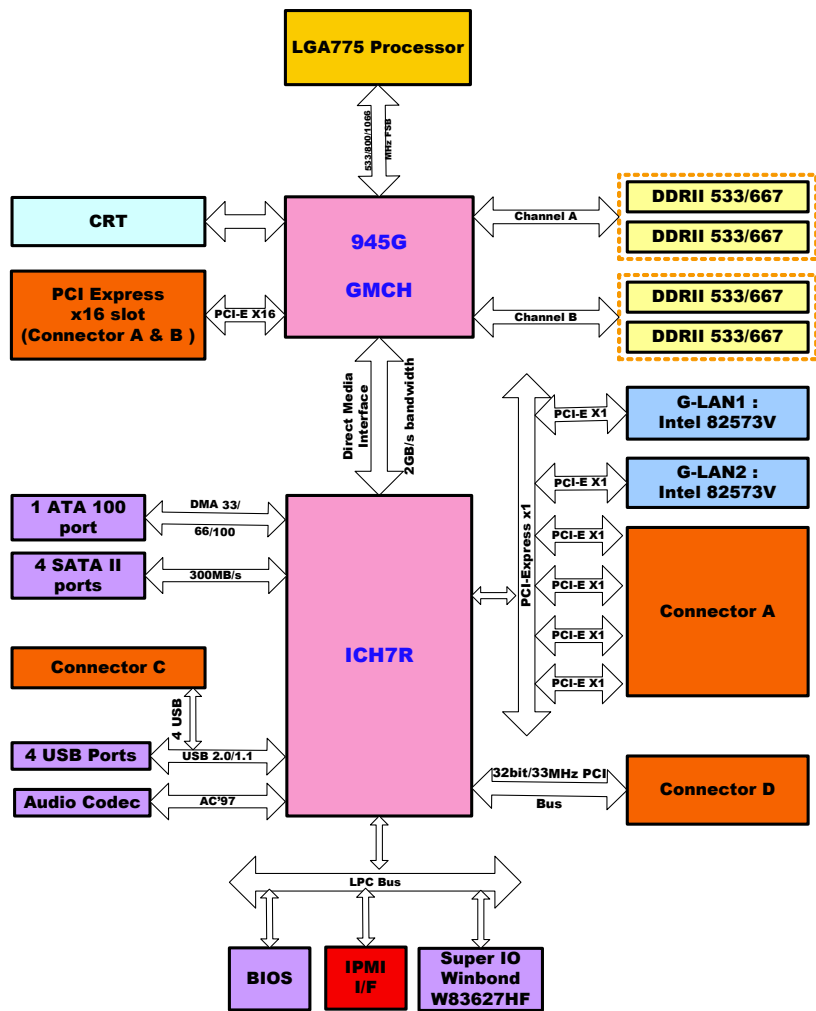 LGA775 Processor
533/800/1066
MHz FSB
CRT
945G
GMCH
Channel A
DDRII 533/667
DDRII 533/667
PCI Express
x16 slot
(Connector A & B )
PCI-E X16
Channel B
DDRII 533/667
DDRII 533/667
Direct Media
Interface
2GB/s bandwidth
PCI-Express x1
PCI-E X1
G-LAN1 :
Intel 82573V
PCI-E X1
G-LAN2 :
Intel 82573V
1 ATA 100
port
DMA 33/
66/100
4 SATA II
ports
300MB/s
ICH7R
PCI-E X1
PCI-E X1
PCI-E X1
PCI-E X1
Connector A
Connector C
4 USB
4 USB Ports
USB 2.0/1.1
Audio Codec
AC'97
32bit/33MHz PCI
Bus
Connector D
LPC Bus
BIOS
IPMI
I/F
Super IO
Winbond
W83627HF